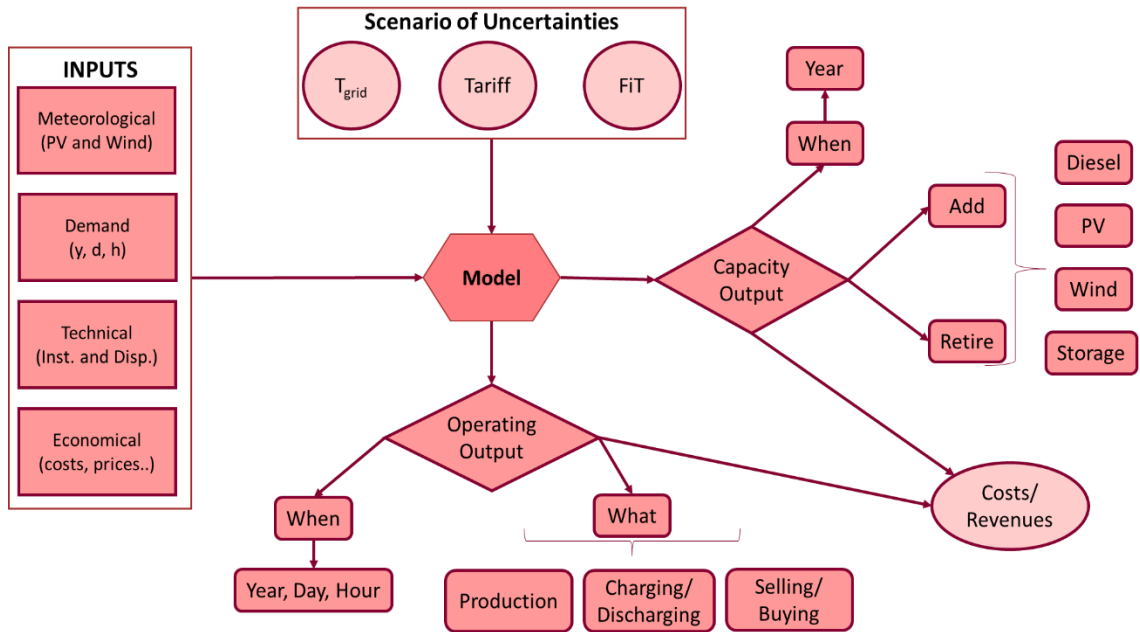 Scenario of Uncertainties
T_grid
Tariff
FiT
INPUTS
Meteorological
(PV and Wind)
Demand
(y, d, h)
Technical
(Inst. and Disp.)
Economical
(costs, prices..)
Model
Year
When
Capacity
Output
Add
Retire
Diesel
PV
Wind
Storage
Operating
Output
When
Year, Day, Hour
What
Production
Charging/
Discharging
Selling/
Buying
Costs/
Revenues